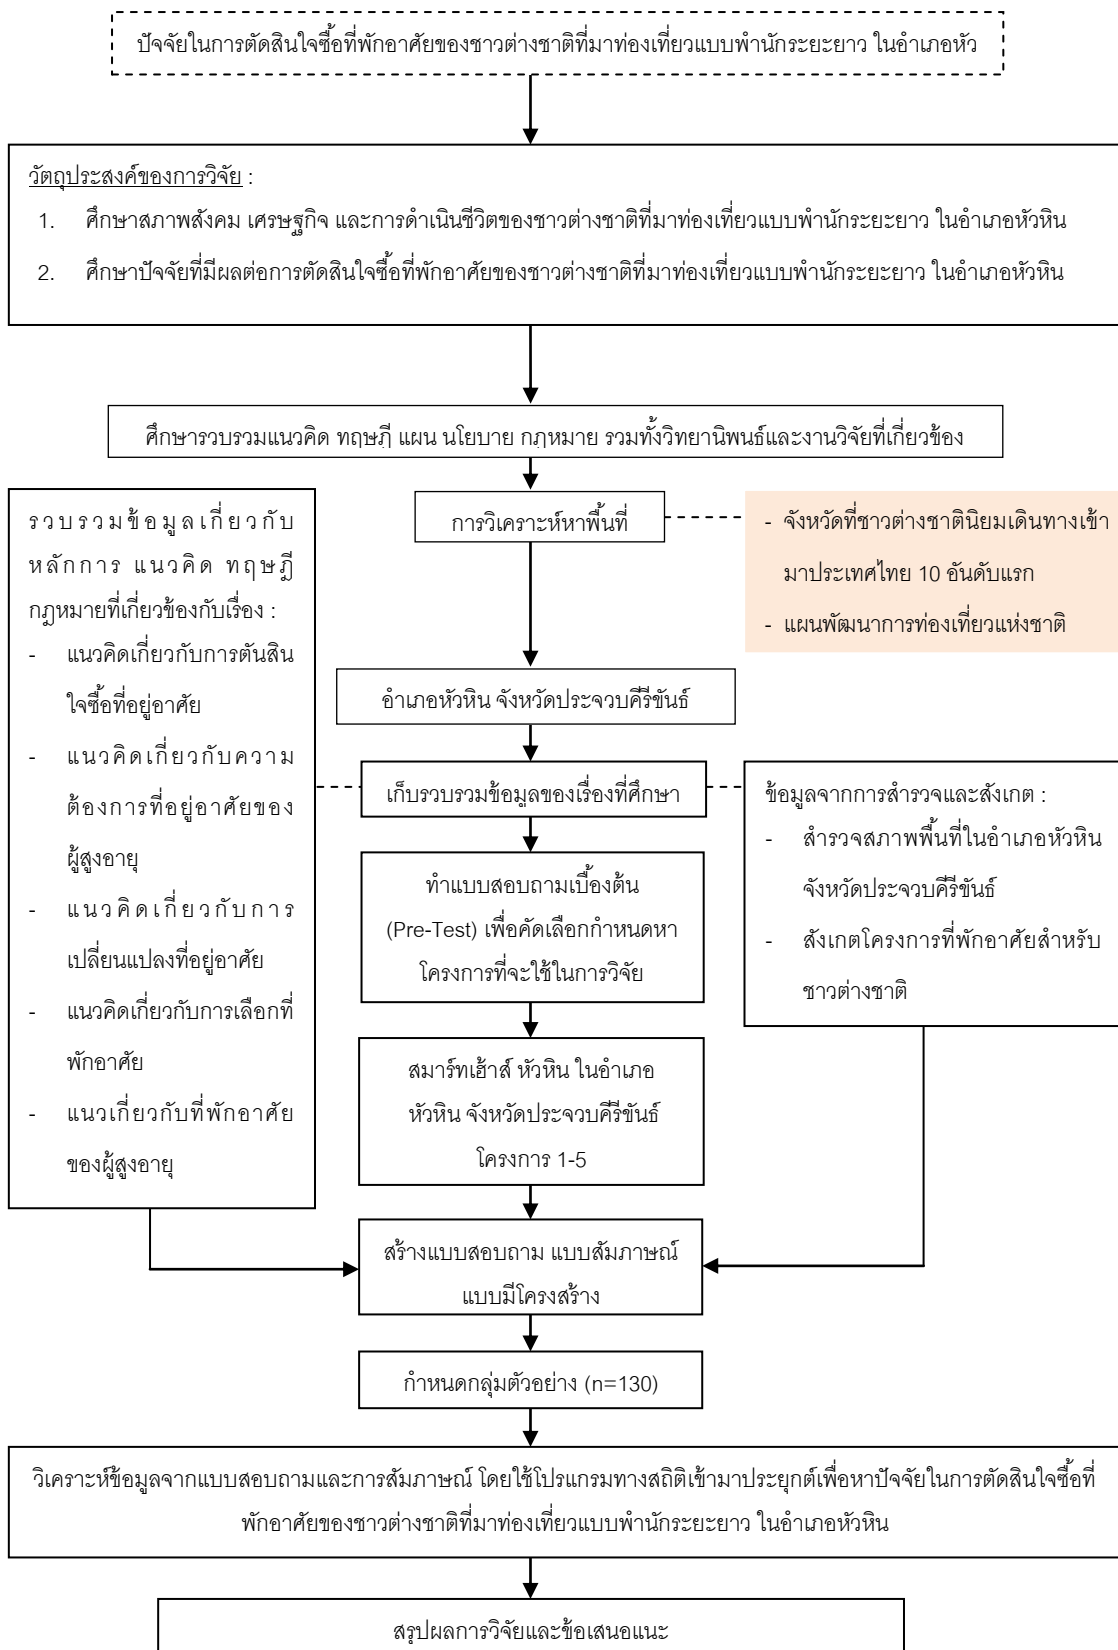 ปัจจัยในการตัดสินใจซื้อที่พักอาศัยของชาวต่างชาติที่มาท่องเที่ยวแบบพำนักระยะยาว ในอำเภอหัว
วัตถุประสงค์ของการวิจัย :
1. ศึกษาสภาพสังคม เศรษฐกิจ และการดำเนินชีวิตของชาวต่างชาติที่มาท่องเที่ยวแบบพำนักระยะยาว ในอำเภอหัวหิน
2. ศึกษาปัจจัยที่มีผลต่อการตัดสินใจซื้อที่พักอาศัยของชาวต่างชาติที่มาท่องเที่ยวแบบพำนักระยะยาว ในอำเภอหัวหิน
ศึกษารวบรวมแนวคิด ทฤษฎี แผน นโยบาย กฎหมาย รวมทั้งวิทยานิพนธ์และงานวิจัยที่เกี่ยวข้อง
รวบรวมข้อมูลเกี่ยวกับ
หลักการ แนวคิด ทฤษฎี
กฎหมายที่เกี่ยวข้องกับเรื่อง :
- แนวคิดเกี่ยวกับการตันสิน
ใจซื้อที่อยู่อาศัย
- แนวคิดเกี่ยวกับความ
ต้องการที่อยู่อาศัยของ
ผู้สูงอายุ
- แนวคิดเกี่ยวกับการ
เปลี่ยนแปลงที่อยู่อาศัย
- แนวคิดเกี่ยวกับการเลือกที่
พักอาศัย
- แนวเกี่ยวกับที่พักอาศัย
ของผู้สูงอายุ
การวิเคราะห์หาพื้นที่
- จังหวัดที่ชาวต่างชาตินิยมเดินทางเข้า
มาประเทศไทย 10 อันดับแรก
- แผนพัฒนาการท่องเที่ยวแห่งชาติ
อำเภอหัวหิน จังหวัดประจวบคีรีขันธ์
เก็บรวบรวมข้อมูลของเรื่องที่ศึกษา
ข้อมูลจากการสำรวจและสังเกต :
- สำรวจสภาพพื้นที่ในอำเภอหัวหิน
จังหวัดประจวบคีรีขันธ์
- สังเกตโครงการที่พักอาศัยสำหรับ
ชาวต่างชาติ
ทำแบบสอบถามเบื้องต้น
(Pre-Test) เพื่อคัดเลือกกำหนดหา
โครงการที่จะใช้ในการวิจัย
สมาร์ทเฮ้าส์ หัวหิน ในอำเภอ
หัวหิน จังหวัดประจวบคีรีขันธ์
โครงการ 1-5
สร้างแบบสอบถาม แบบสัมภาษณ์
แบบมีโครงสร้าง
กำหนดกลุ่มตัวอย่าง (n=130)
วิเคราะห์ข้อมูลจากแบบสอบถามและการสัมภาษณ์ โดยใช้โปรแกรมทางสถิติเข้ามาประยุกต์เพื่อหาปัจจัยในการตัดสินใจซื้อที่
พักอาศัยของชาวต่างชาติที่มาท่องเที่ยวแบบพำนักระยะยาว ในอำเภอหัวหิน
สรุปผลการวิจัยและข้อเสนอแนะ